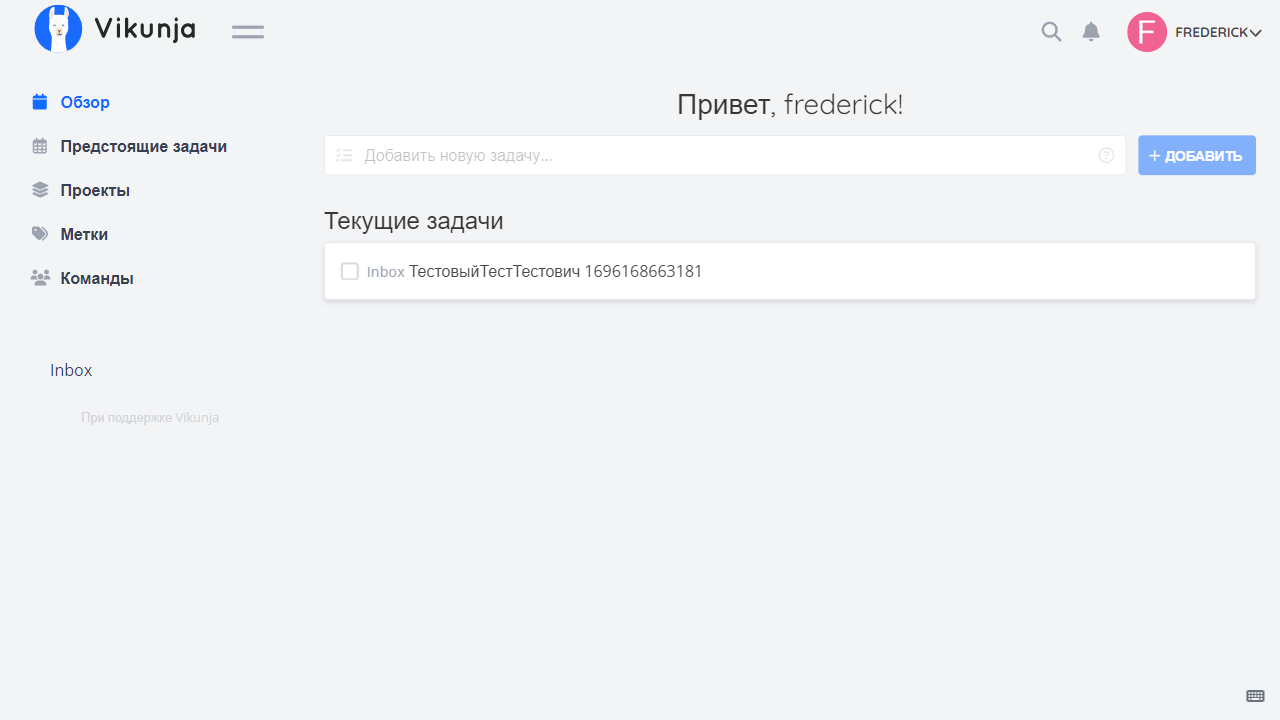 Vikunja
F FREDERICK
Обзор
Предстоящие задачи
Проекты
Метки
Команды
Inbox
При поддержке Vikunja
Привет, frederick!
Добавить новую задачу...
+ ДОБАВИТЬ
Текущие задачи
Inbox ТестовыйТестТестович 1696168663181